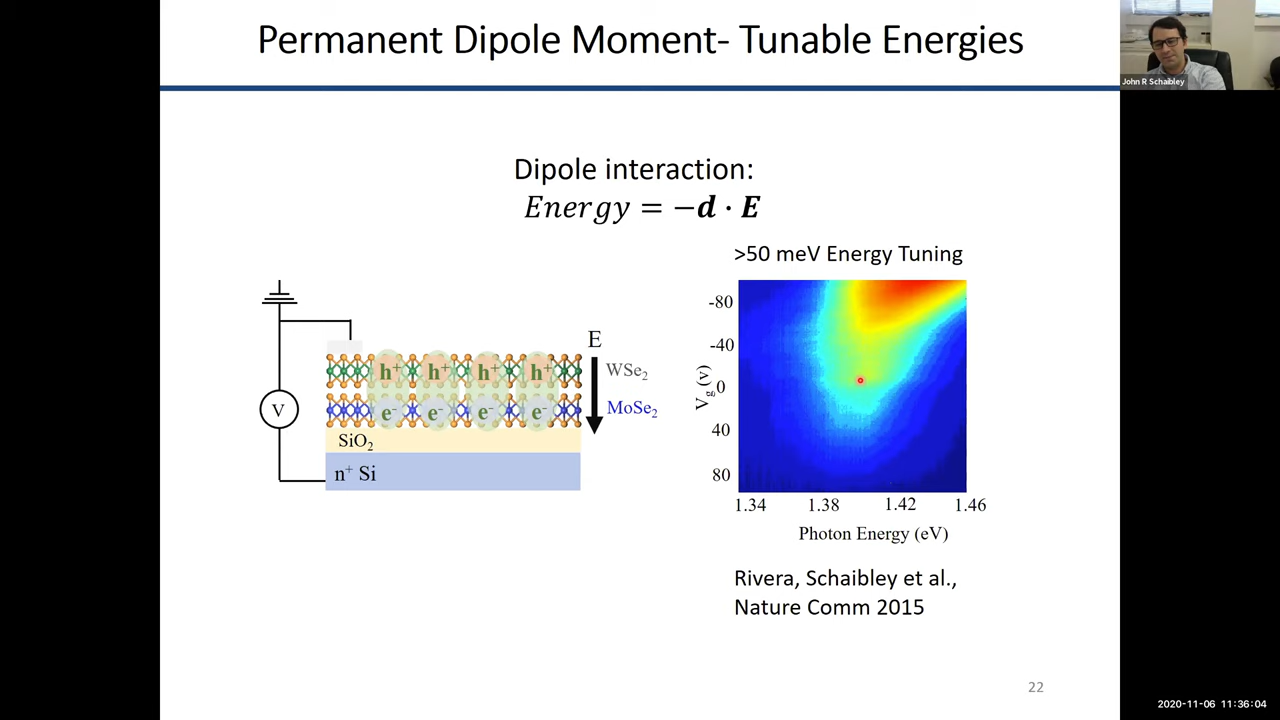 Permanent Dipole Moment- Tunable Energies
John R Schaibley
Dipole interaction:
Energy = −d · E
>50 meV Energy Tuning
V
h⁺ h⁺ h⁺ h⁺
e⁻ e⁻ e⁻ e⁻
E
WSe₂
MoSe₂
SiO₂
n⁺ Si
V_g (v)
-80
-40
0
40
80
1.34 1.38 1.42 1.46
Photon Energy (eV)
Rivera, Schaibley et al.,
Nature Comm 2015
22
2020-11-06 11:36:04